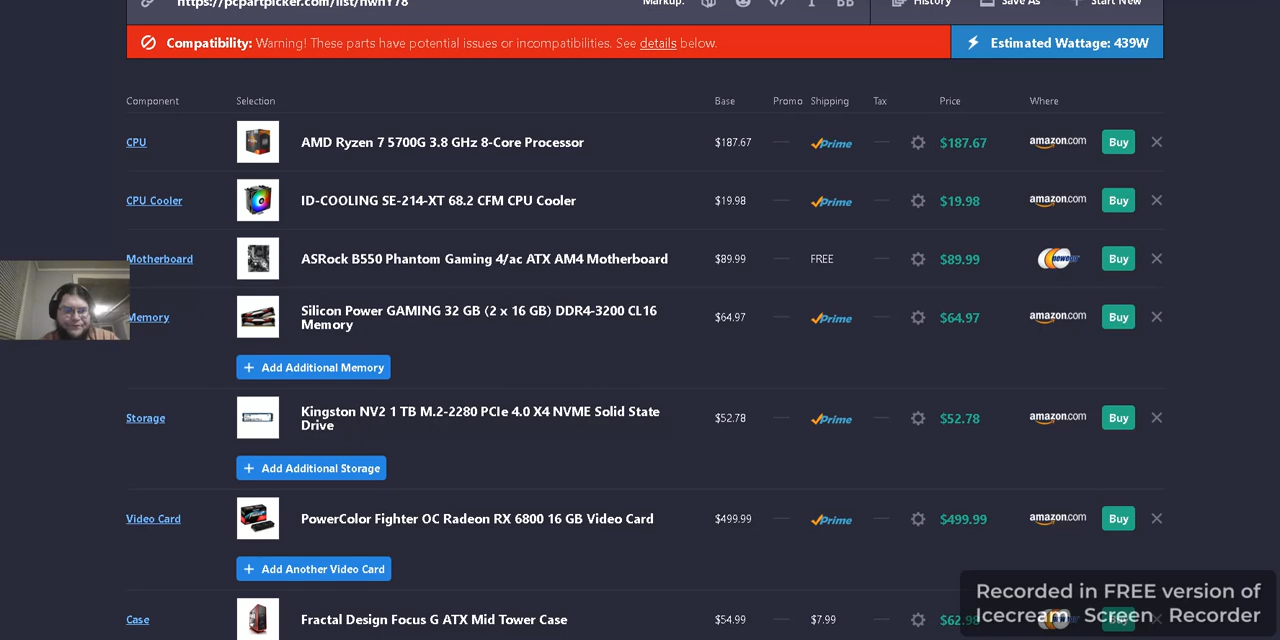 https://pcpartpicker.com/list/hwhY78
Markup:
BB
History
Save As
Start New
Compatibility: Warning! These parts have potential issues or incompatibilities. See details below.
Estimated Wattage: 439W
Component Selection Base Promo Shipping Tax Price Where
CPU AMD Ryzen 7 5700G 3.8 GHz 8-Core Processor $187.67 — Prime — $187.67 amazon.com Buy
CPU Cooler ID-COOLING SE-214-XT 68.2 CFM CPU Cooler $19.98 — Prime — $19.98 amazon.com Buy
Motherboard ASRock B550 Phantom Gaming 4/ac ATX AM4 Motherboard $89.99 — FREE — $89.99 newegg Buy
Memory Silicon Power GAMING 32 GB (2 x 16 GB) DDR4-3200 CL16
Memory $64.97 — Prime — $64.97 amazon.com Buy
+ Add Additional Memory
Storage Kingston NV2 1 TB M.2-2280 PCIe 4.0 X4 NVME Solid State
Drive $52.78 — Prime — $52.78 amazon.com Buy
+ Add Additional Storage
Video Card PowerColor Fighter OC Radeon RX 6800 16 GB Video Card $499.99 — Prime — $499.99 amazon.com Buy
+ Add Another Video Card
Case Fractal Design Focus G ATX Mid Tower Case $54.99 — $7.99 — $62.98 Buy
Recorded in FREE version of
Icecream Screen Recorder